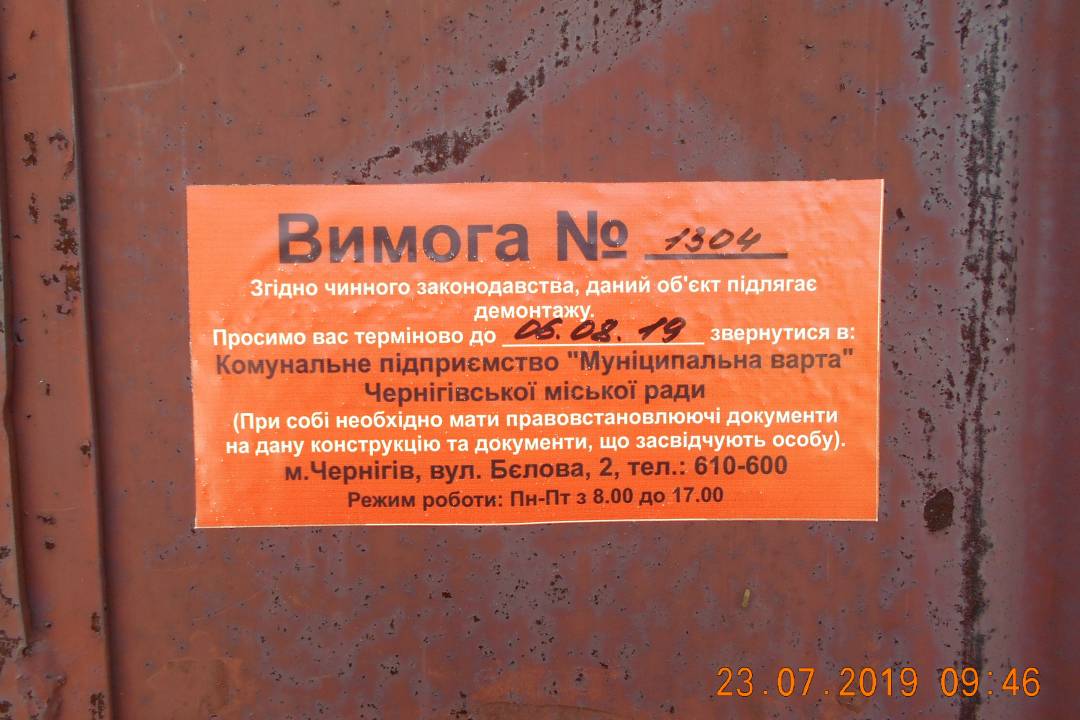 Вимога № 1304
Згідно чинного законодавства, даний об'єкт підлягає
демонтажу.
Просимо вас терміново до 06.08.19 звернутися в:
Комунальне підприємство "Муніципальна варта"
Чернігівської міської ради
(При собі необхідно мати правовстановлюючі документи
на дану конструкцію та документи, що засвідчують особу).
м.Чернігів, вул. Бєлова, 2, тел.: 610-600
Режим роботи: Пн-Пт з 8.00 до 17.00
23.07.2019 09:46